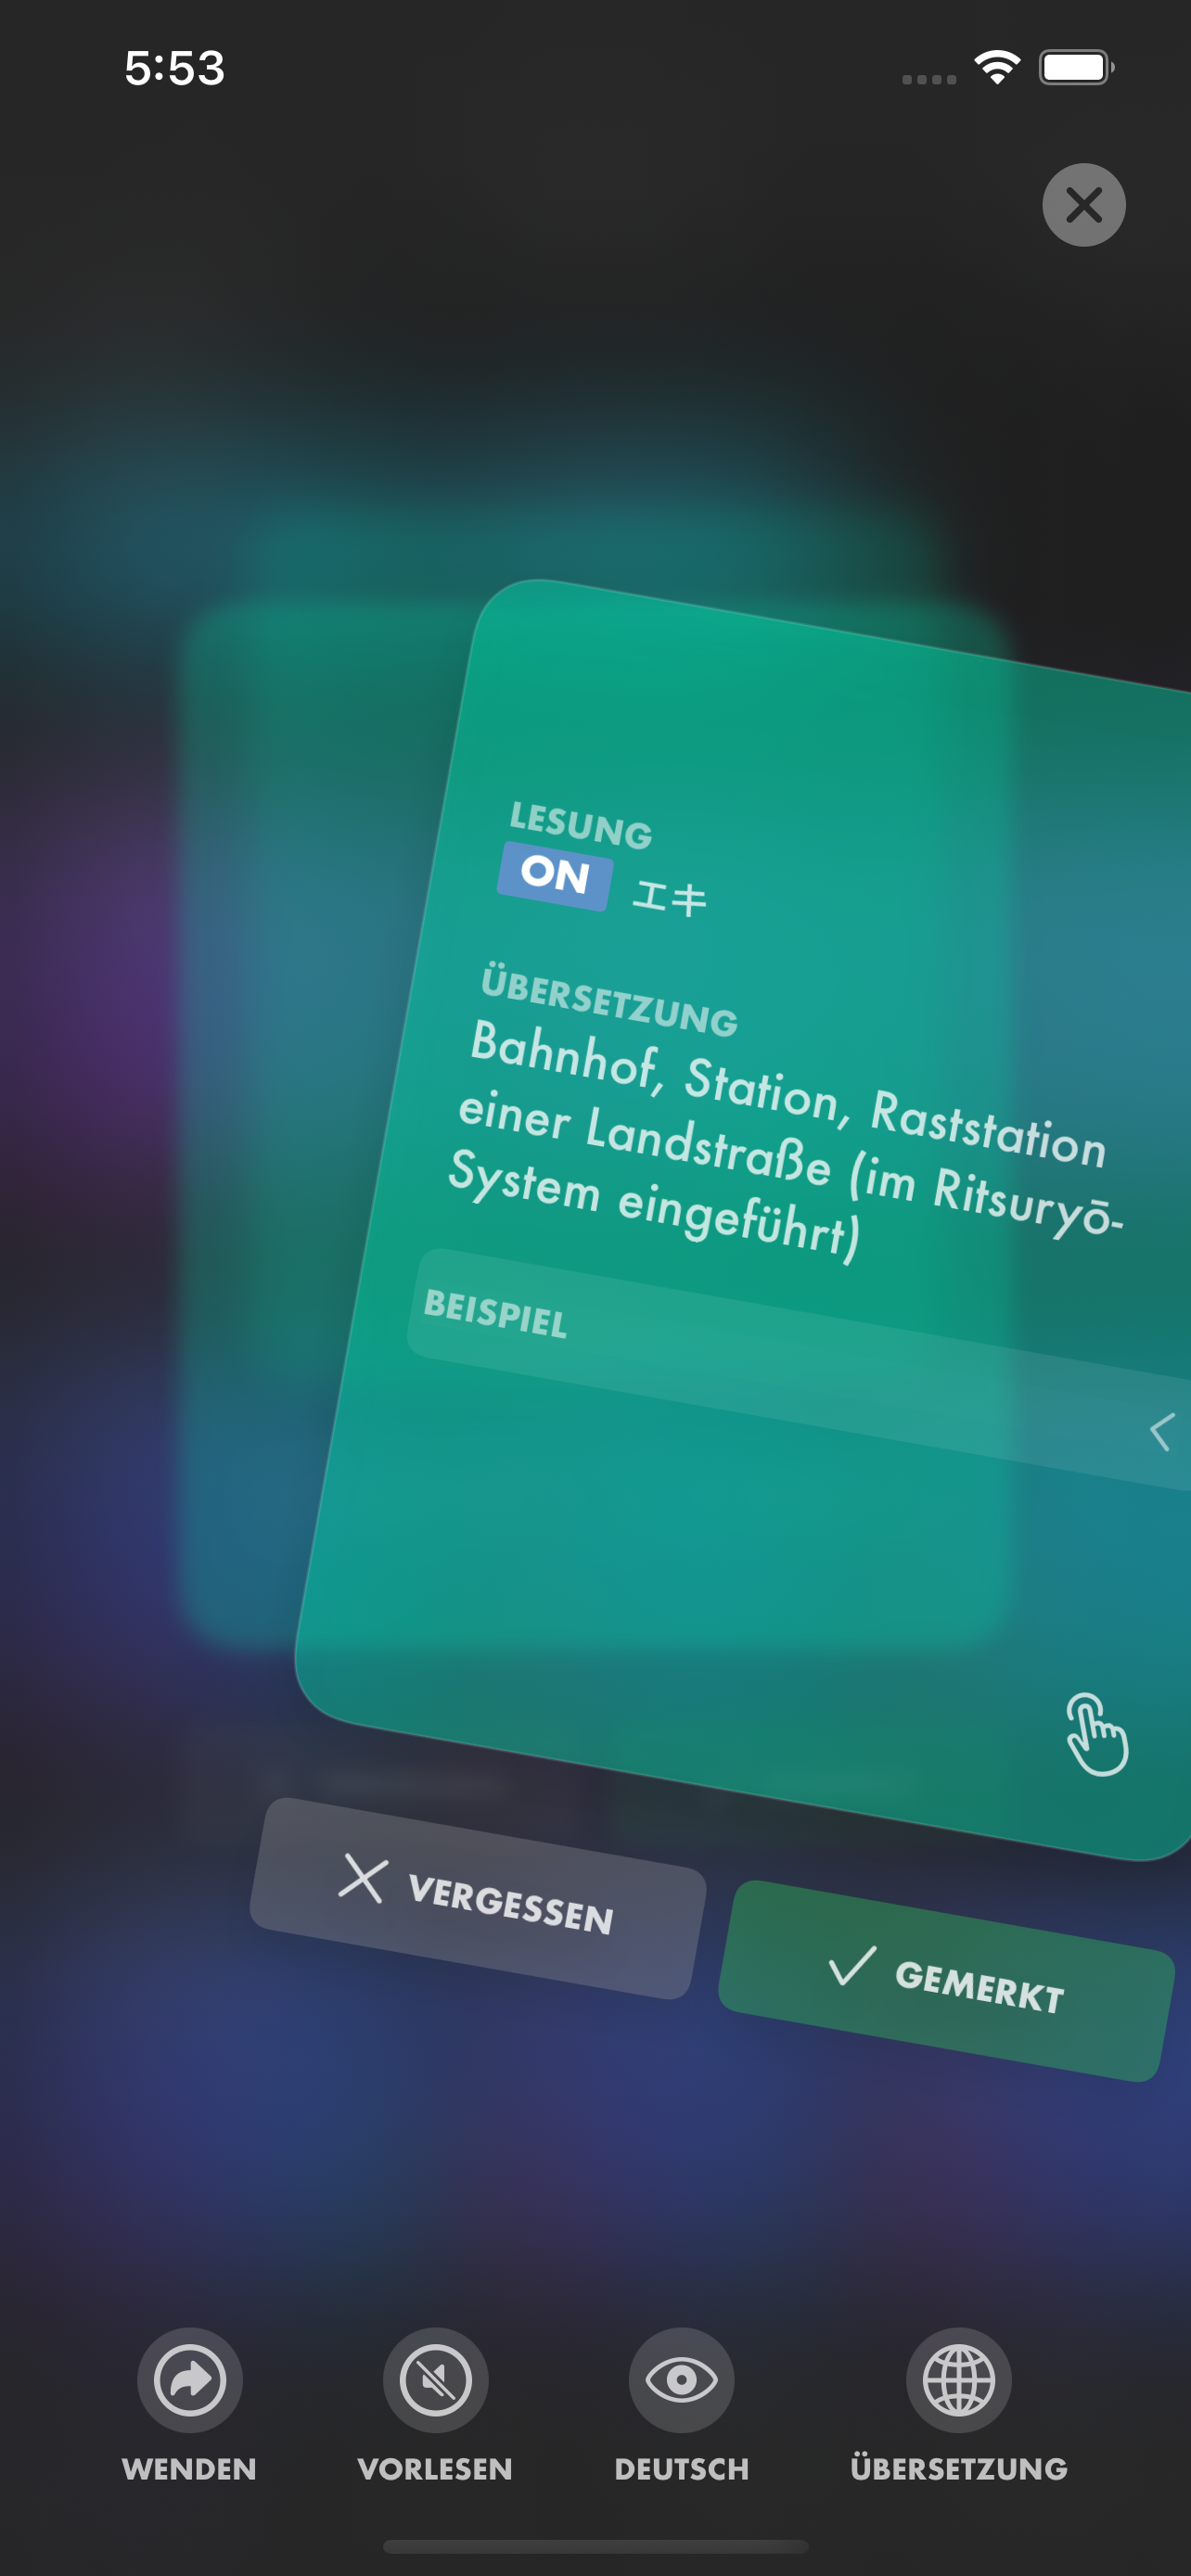 5:53
LESUNG
ON エキ
ÜBERSETZUNG
Bahnhof, Station, Raststation
einer Landstraße (im Ritsuryō-
System eingeführt)
BEISPIEL
VERGESSEN
GEMERKT
WENDEN
VORLESEN
DEUTSCH
ÜBERSETZUNG